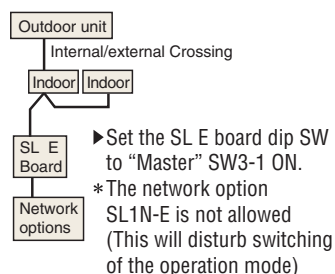 Outdoor unit
Internal/external Crossing
Indoor Indoor
SL E
Board
▶Set the SL E board dip SW
to “Master” SW3-1 ON.
Network
options
*The network option
SL1N-E is not allowed
(This will disturb switching
of the operation mode)